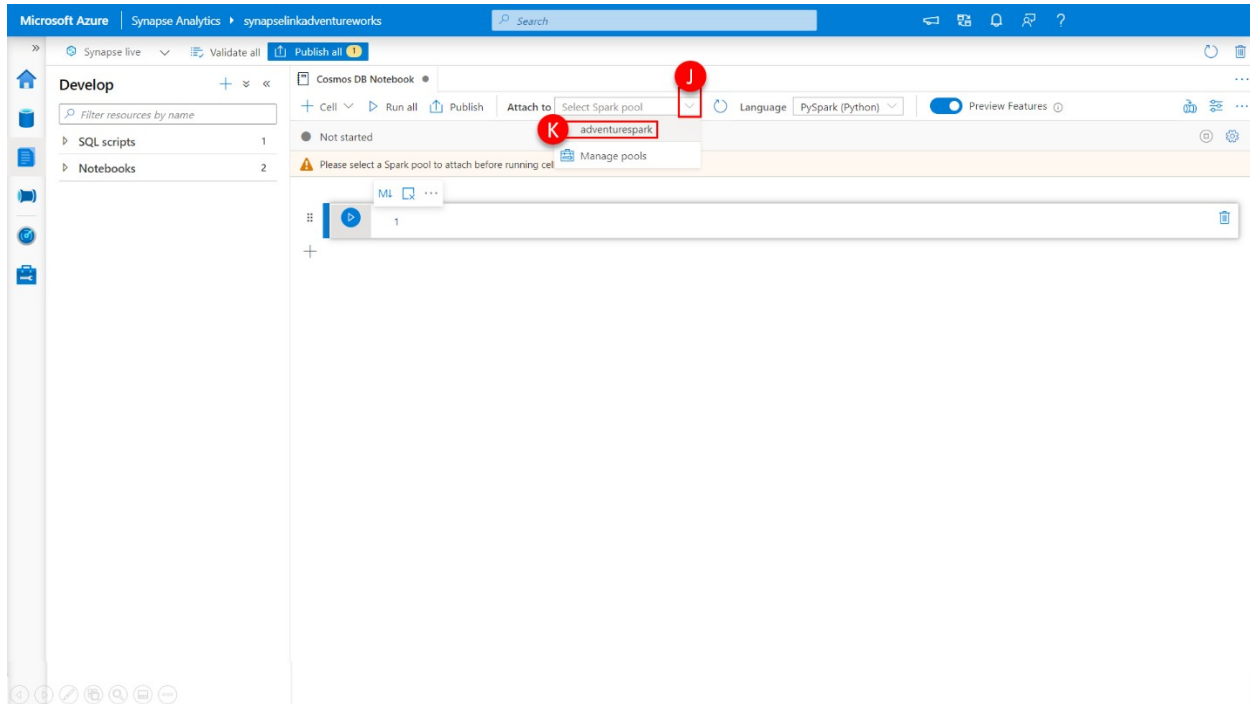 Microsoft Azure Synapse Analytics synapselinkadventureworks Search ?
» Synapse live Validate all Publish all 1
Develop + « Cosmos DB Notebook ● J ...
Filter resources by name + Cell Run all Publish Attach to Select Spark pool Language PySpark (Python) Preview Features ...
SQL scripts 1 ● Not started K adventurespark
Notebooks 2 Please select a Spark pool to attach before running cel Manage pools
M↓ ...
1
+